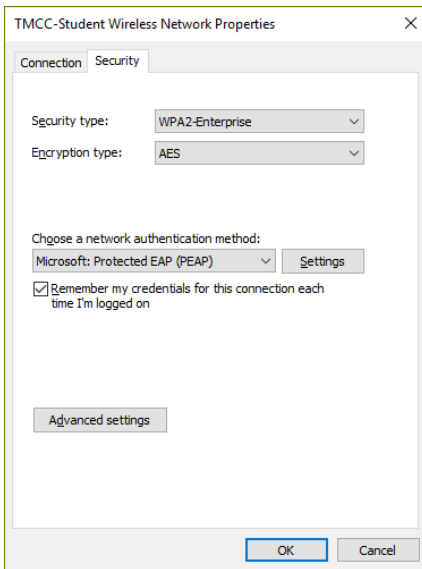 TMCC-Student Wireless Network Properties
Connection
Security
Security type:
WPA2-Enterprise
Encryption type:
AES
Choose a network authentication method:
Microsoft: Protected EAP (PEAP)
Settings
Remember my credentials for this connection each
time I'm logged on
Advanced settings
OK
Cancel